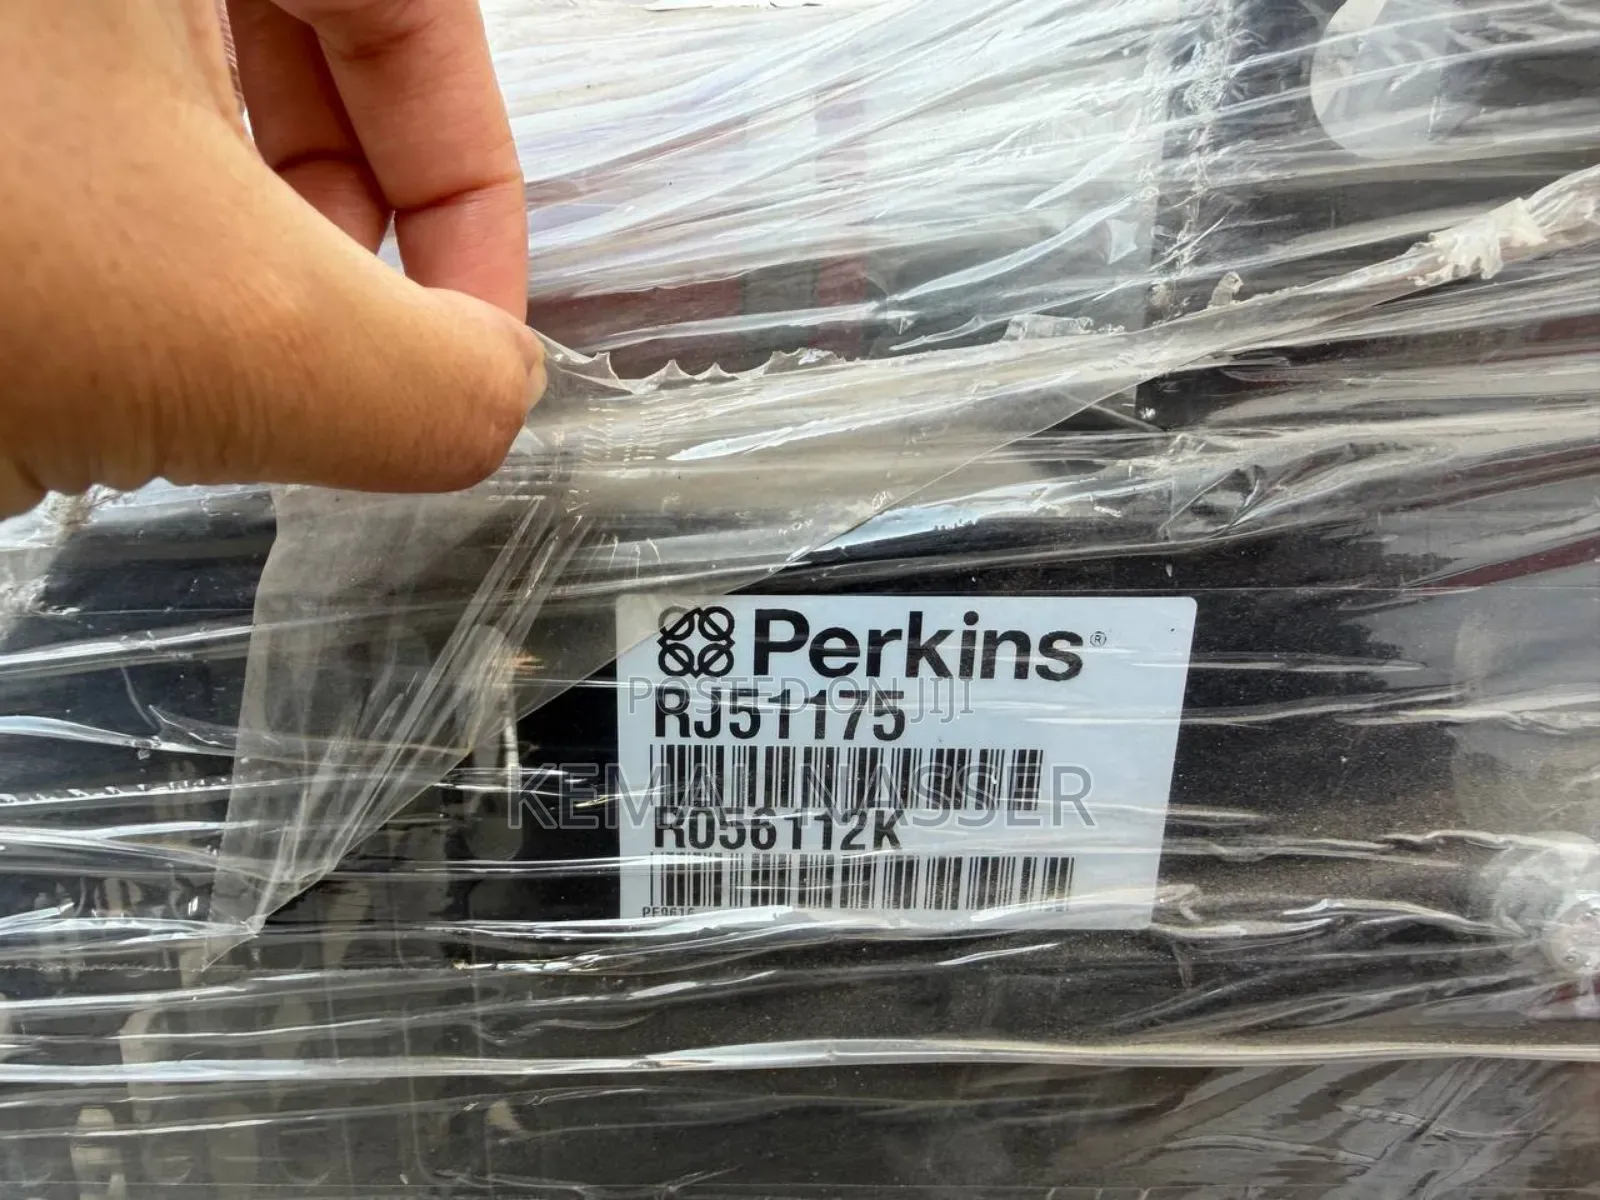 Perkins®
POSTED ON JIJI
RJ51175
KEMAL NASSER
R056112K